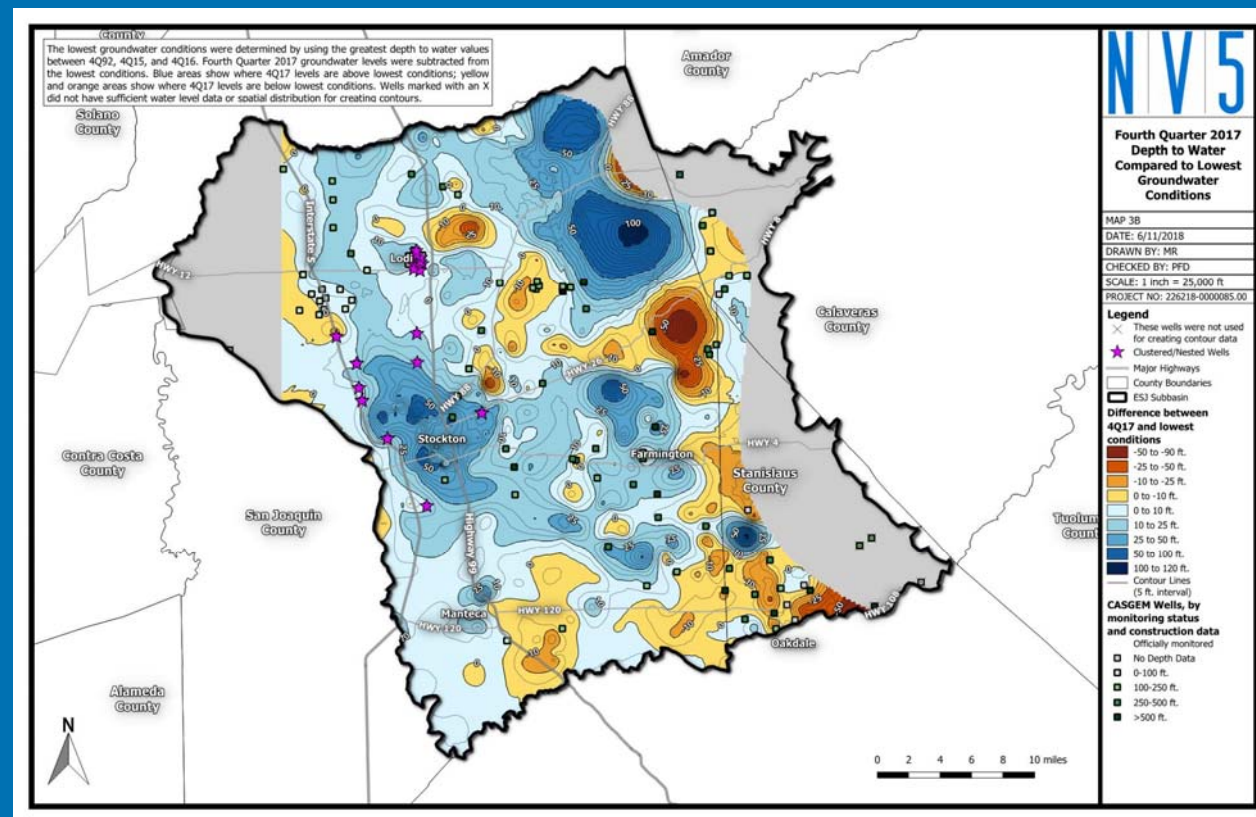 The lowest groundwater conditions were determined by using the greatest depth to water values
between 4Q92, 4Q15, and 4Q16. Fourth Quarter 2017 groundwater levels were subtracted from
the lowest conditions. Blue areas show where 4Q17 levels are above lowest conditions; yellow
and orange areas show where 4Q17 levels are below lowest conditions. Wells marked with an X
did not have sufficient water level data or spatial distribution for creating contours.
County
Amador
County
Solano
County
HWY 88
Interstate 5
100
50
HWY 12
Lodi
HWY 8
Calaveras
County
50
HWY 26
HWY 88
Stockton
HWY 4
Farmington
Contra Costa
County
Stanislaus
County
San Joaquin
County
Highway 99
Manteca
HWY 120
HWY 120
HWY 108
Oakdale
Alameda
County
N
0 2 4 6 8 10 miles
NV5
Fourth Quarter 2017
Depth to Water
Compared to Lowest
Groundwater
Conditions
MAP 3B
DATE: 6/11/2018
DRAWN BY: MR
CHECKED BY: PFD
SCALE: 1 inch = 25,000 ft
PROJECT NO: 226218-0000085.00
Legend
These wells were not used
for creating contour data
Clustered/Nested Wells
Major Highways
County Boundaries
ESJ Subbasin
Difference between
4Q17 and lowest
conditions
-50 to -90 ft.
-25 to -50 ft.
-10 to -25 ft.
0 to -10 ft.
0 to 10 ft.
10 to 25 ft.
25 to 50 ft.
50 to 100 ft.
100 to 120 ft.
Contour Lines
(5 ft. interval)
CASGEM Wells, by
monitoring status
and construction data
Officially monitored
No Depth Data
0-100 ft.
100-250 ft.
250-500 ft.
>500 ft.